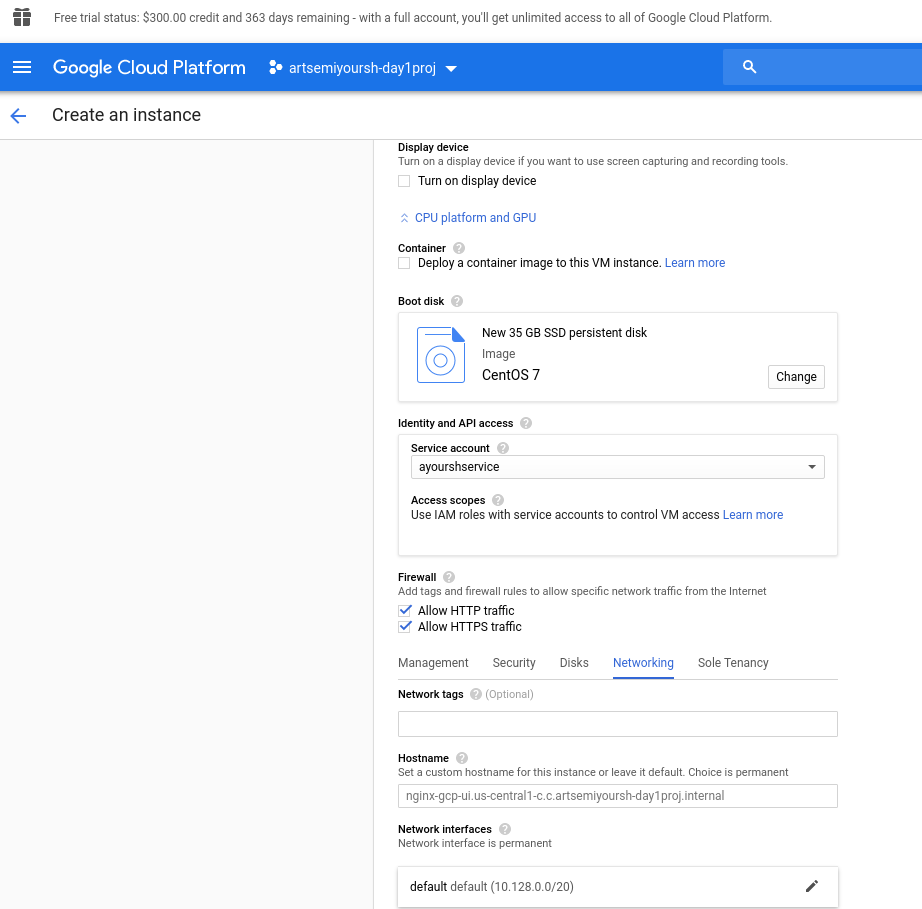 Free trial status: $300.00 credit and 363 days remaining - with a full account, you'll get unlimited access to all of Google Cloud Platform.
Google Cloud Platform
artsemiyoursh-day1proj
Create an instance
Display device
Turn on a display device if you want to use screen capturing and recording tools.
Turn on display device
CPU platform and GPU
Container ?
Deploy a container image to this VM instance. Learn more
Boot disk ?
New 35 GB SSD persistent disk
Image
CentOS 7
Change
Identity and API access ?
Service account ?
ayourshservice
Access scopes ?
Use IAM roles with service accounts to control VM access Learn more
Firewall ?
Add tags and firewall rules to allow specific network traffic from the Internet
Allow HTTP traffic
Allow HTTPS traffic
Management Security Disks Networking Sole Tenancy
Network tags ? (Optional)
Hostname ?
Set a custom hostname for this instance or leave it default. Choice is permanent
nginx-gcp-ui.us-central1-c.c.artsemiyoursh-day1proj.internal
Network interfaces ?
Network interface is permanent
default default (10.128.0.0/20)